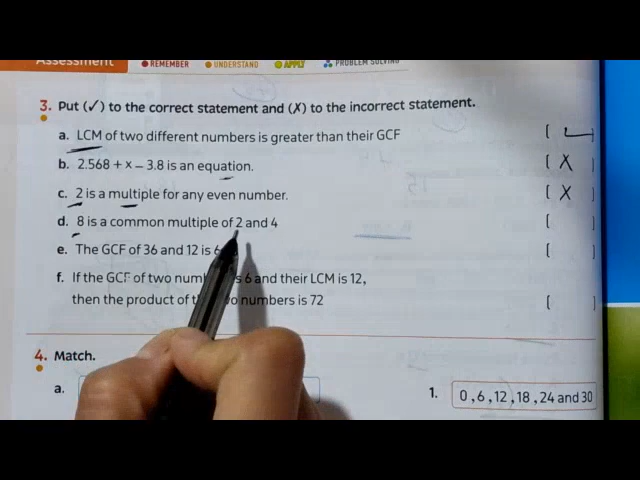 Assessment REMEMBER UNDERSTAND APPLY PROBLEM SOLVING
3. Put (✓) to the correct statement and (✗) to the incorrect statement.
a. LCM of two different numbers is greater than their GCF [ ✓ ]
b. 2.568 + x – 3.8 is an equation. [ X ]
c. 2 is a multiple for any even number. [ X ]
d. 8 is a common multiple of 2 and 4 [ ]
e. The GCF of 36 and 12 is 6 [ ]
f. If the GCF of two 6 and their LCM is 12,
then the product of numbers is 72 [ ]
4. Match.
a. 1. 0 , 6 , 12 , 18 , 24 and 30